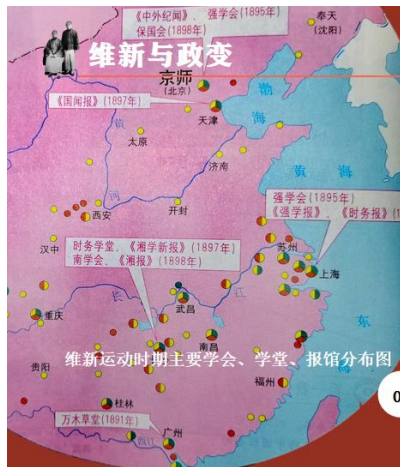 《中外纪闻》、强学会(1895年)
保国会(1898年)
奉天
(沈阳)
维新与政变
京师
(北京)
《国闻报》(1897年)
天津
渤
海
黄
河
太原
济南
黄 海
西安
开封
强学会(1895年)
《强学报》、《时务报》(1
汉中
时务学堂、《湘学新报》(1897年)
南学会、《湘报》(1898年)
苏州
上海
长
江
武昌
重庆
南昌
东
海
维新运动时期主要学会、学堂、报馆分布图
贵阳
福州
桂林
万木草堂(1891年)
广州
西江
0